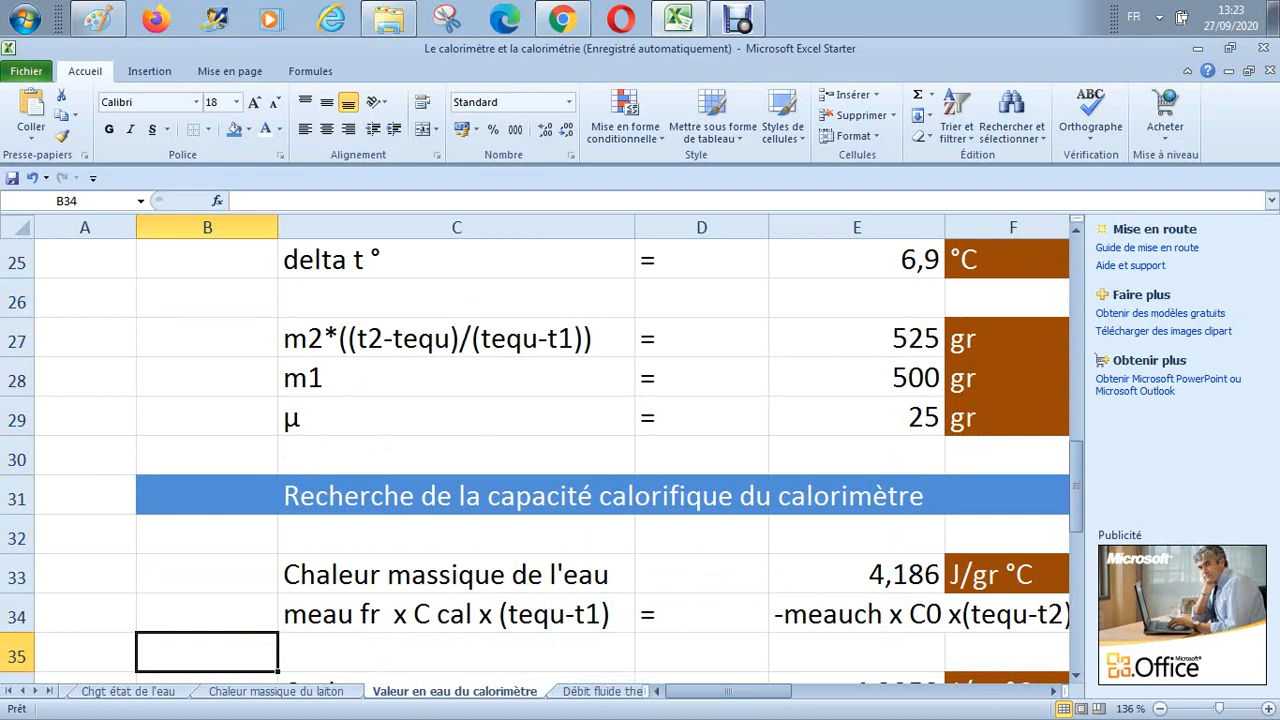 FR
13:23
27/09/2020
Le calorimètre et la calorimétrie (Enregistré automatiquement) - Microsoft Excel Starter
Fichier Accueil Insertion Mise en page Formules
Coller
Calibri 18
G I S
Standard
% 000
Mise en forme conditionnelle
Mettre sous forme de tableau
Styles de cellules
Insérer
Supprimer
Format
Σ
Trier et filtrer
Rechercher et sélectionner
ABC
Orthographe
Acheter
Presse-papiers Police Alignement Nombre Style Cellules Édition Vérification Mise à niveau
B34 fx
A B C D E F
25 delta t ° = 6,9 °C
26
27 m2*((t2-tequ)/(tequ-t1)) = 525 gr
28 m1 = 500 gr
29 µ = 25 gr
30
31 Recherche de la capacité calorifique du calorimètre
32
33 Chaleur massique de l'eau 4,186 J/gr °C
34 meau fr x C cal x (tequ-t1) = -meauch x C0 x(tequ-t2)
35
Mise en route
Guide de mise en route
Aide et support
Faire plus
Obtenir des modèles gratuits
Télécharger des images clipart
Obtenir plus
Obtenir Microsoft PowerPoint ou
Microsoft Outlook
Publicité
Microsoft
Office
Chgt état de l'eau Chaleur massique du laiton Valeur en eau du calorimètre Débit fluide the
Prêt
136 %